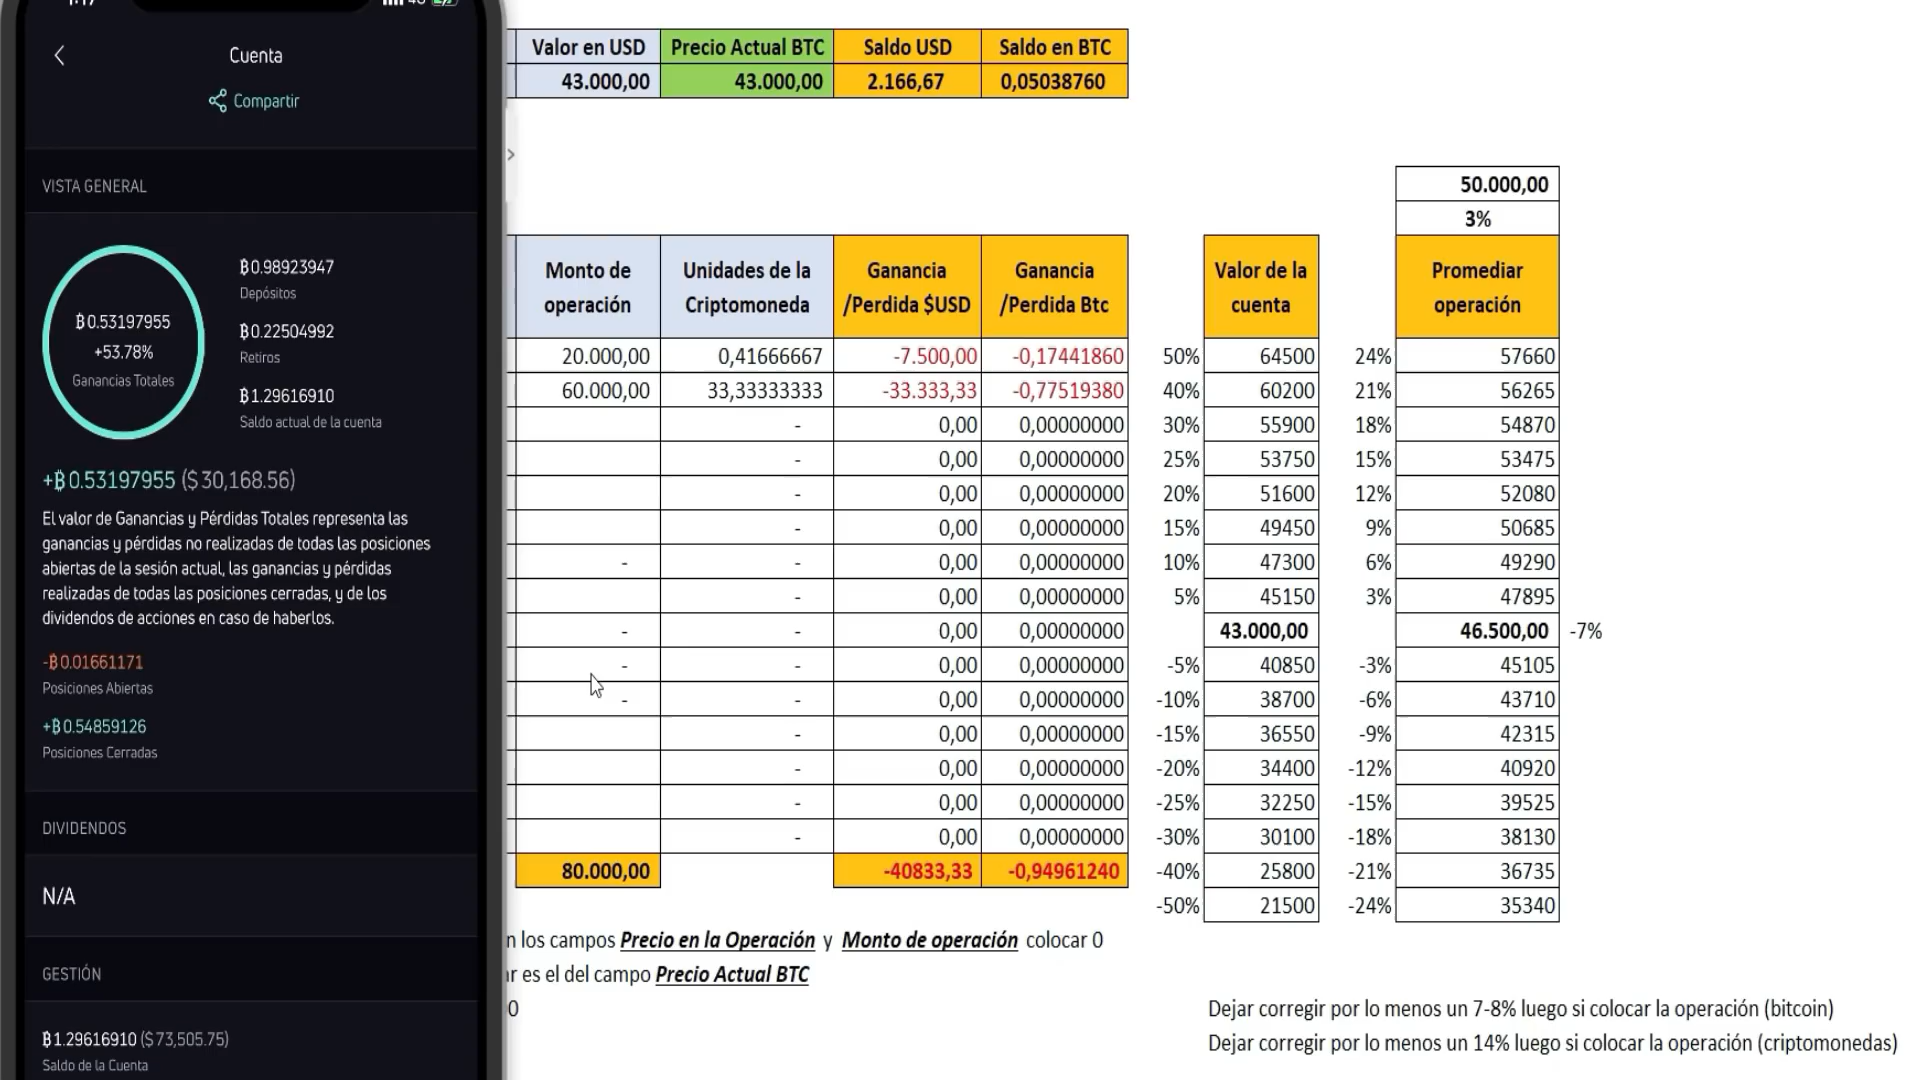 Cuenta
Compartir
VISTA GENERAL
₿0.53197955
+53.78%
Ganancias Totales
₿0.98923947
Depósitos
₿0.22504992
Retiros
₿1.29616910
Saldo actual de la cuenta
+₿0.53197955 ($30,168.56)
El valor de Ganancias y Pérdidas Totales representa las
ganancias y pérdidas no realizadas de todas las posiciones
abiertas de la sesión actual, las ganancias y pérdidas
realizadas de todas las posiciones cerradas, y de los
dividendos de acciones en caso de haberlos.
-₿0.01661171
Posiciones Abiertas
+₿0.54859126
Posiciones Cerradas
DIVIDENDOS
N/A
GESTIÓN
₿1.29616910 ($73,505.75)
Saldo de la Cuenta
Valor en USD Precio Actual BTC Saldo USD Saldo en BTC
43.000,00 43.000,00 2.166,67 0,05038760
50.000,00
3%
Monto de operación Unidades de la Criptomoneda Ganancia /Perdida $USD Ganancia /Perdida Btc Valor de la cuenta Promediar operación
20.000,00 0,41666667 -7.500,00 -0,17441860 50% 64500 24% 57660
60.000,00 33,33333333 -33.333,33 -0,77519380 40% 60200 21% 56265
- 0,00 0,00000000 30% 55900 18% 54870
- 0,00 0,00000000 25% 53750 15% 53475
- 0,00 0,00000000 20% 51600 12% 52080
- 0,00 0,00000000 15% 49450 9% 50685
- - 0,00 0,00000000 10% 47300 6% 49290
- 0,00 0,00000000 5% 45150 3% 47895
- - 0,00 0,00000000 43.000,00 46.500,00 -7%
- - 0,00 0,00000000 -5% 40850 -3% 45105
- - 0,00 0,00000000 -10% 38700 -6% 43710
- 0,00 0,00000000 -15% 36550 -9% 42315
- 0,00 0,00000000 -20% 34400 -12% 40920
- 0,00 0,00000000 -25% 32250 -15% 39525
- 0,00 0,00000000 -30% 30100 -18% 38130
80.000,00 -40833,33 -0,94961240 -40% 25800 -21% 36735
-50% 21500 -24% 35340
n los campos Precio en la Operación y Monto de operación colocar 0
ar es el del campo Precio Actual BTC
0
Dejar corregir por lo menos un 7-8% luego si colocar la operación (bitcoin)
Dejar corregir por lo menos un 14% luego si colocar la operación (criptomonedas)